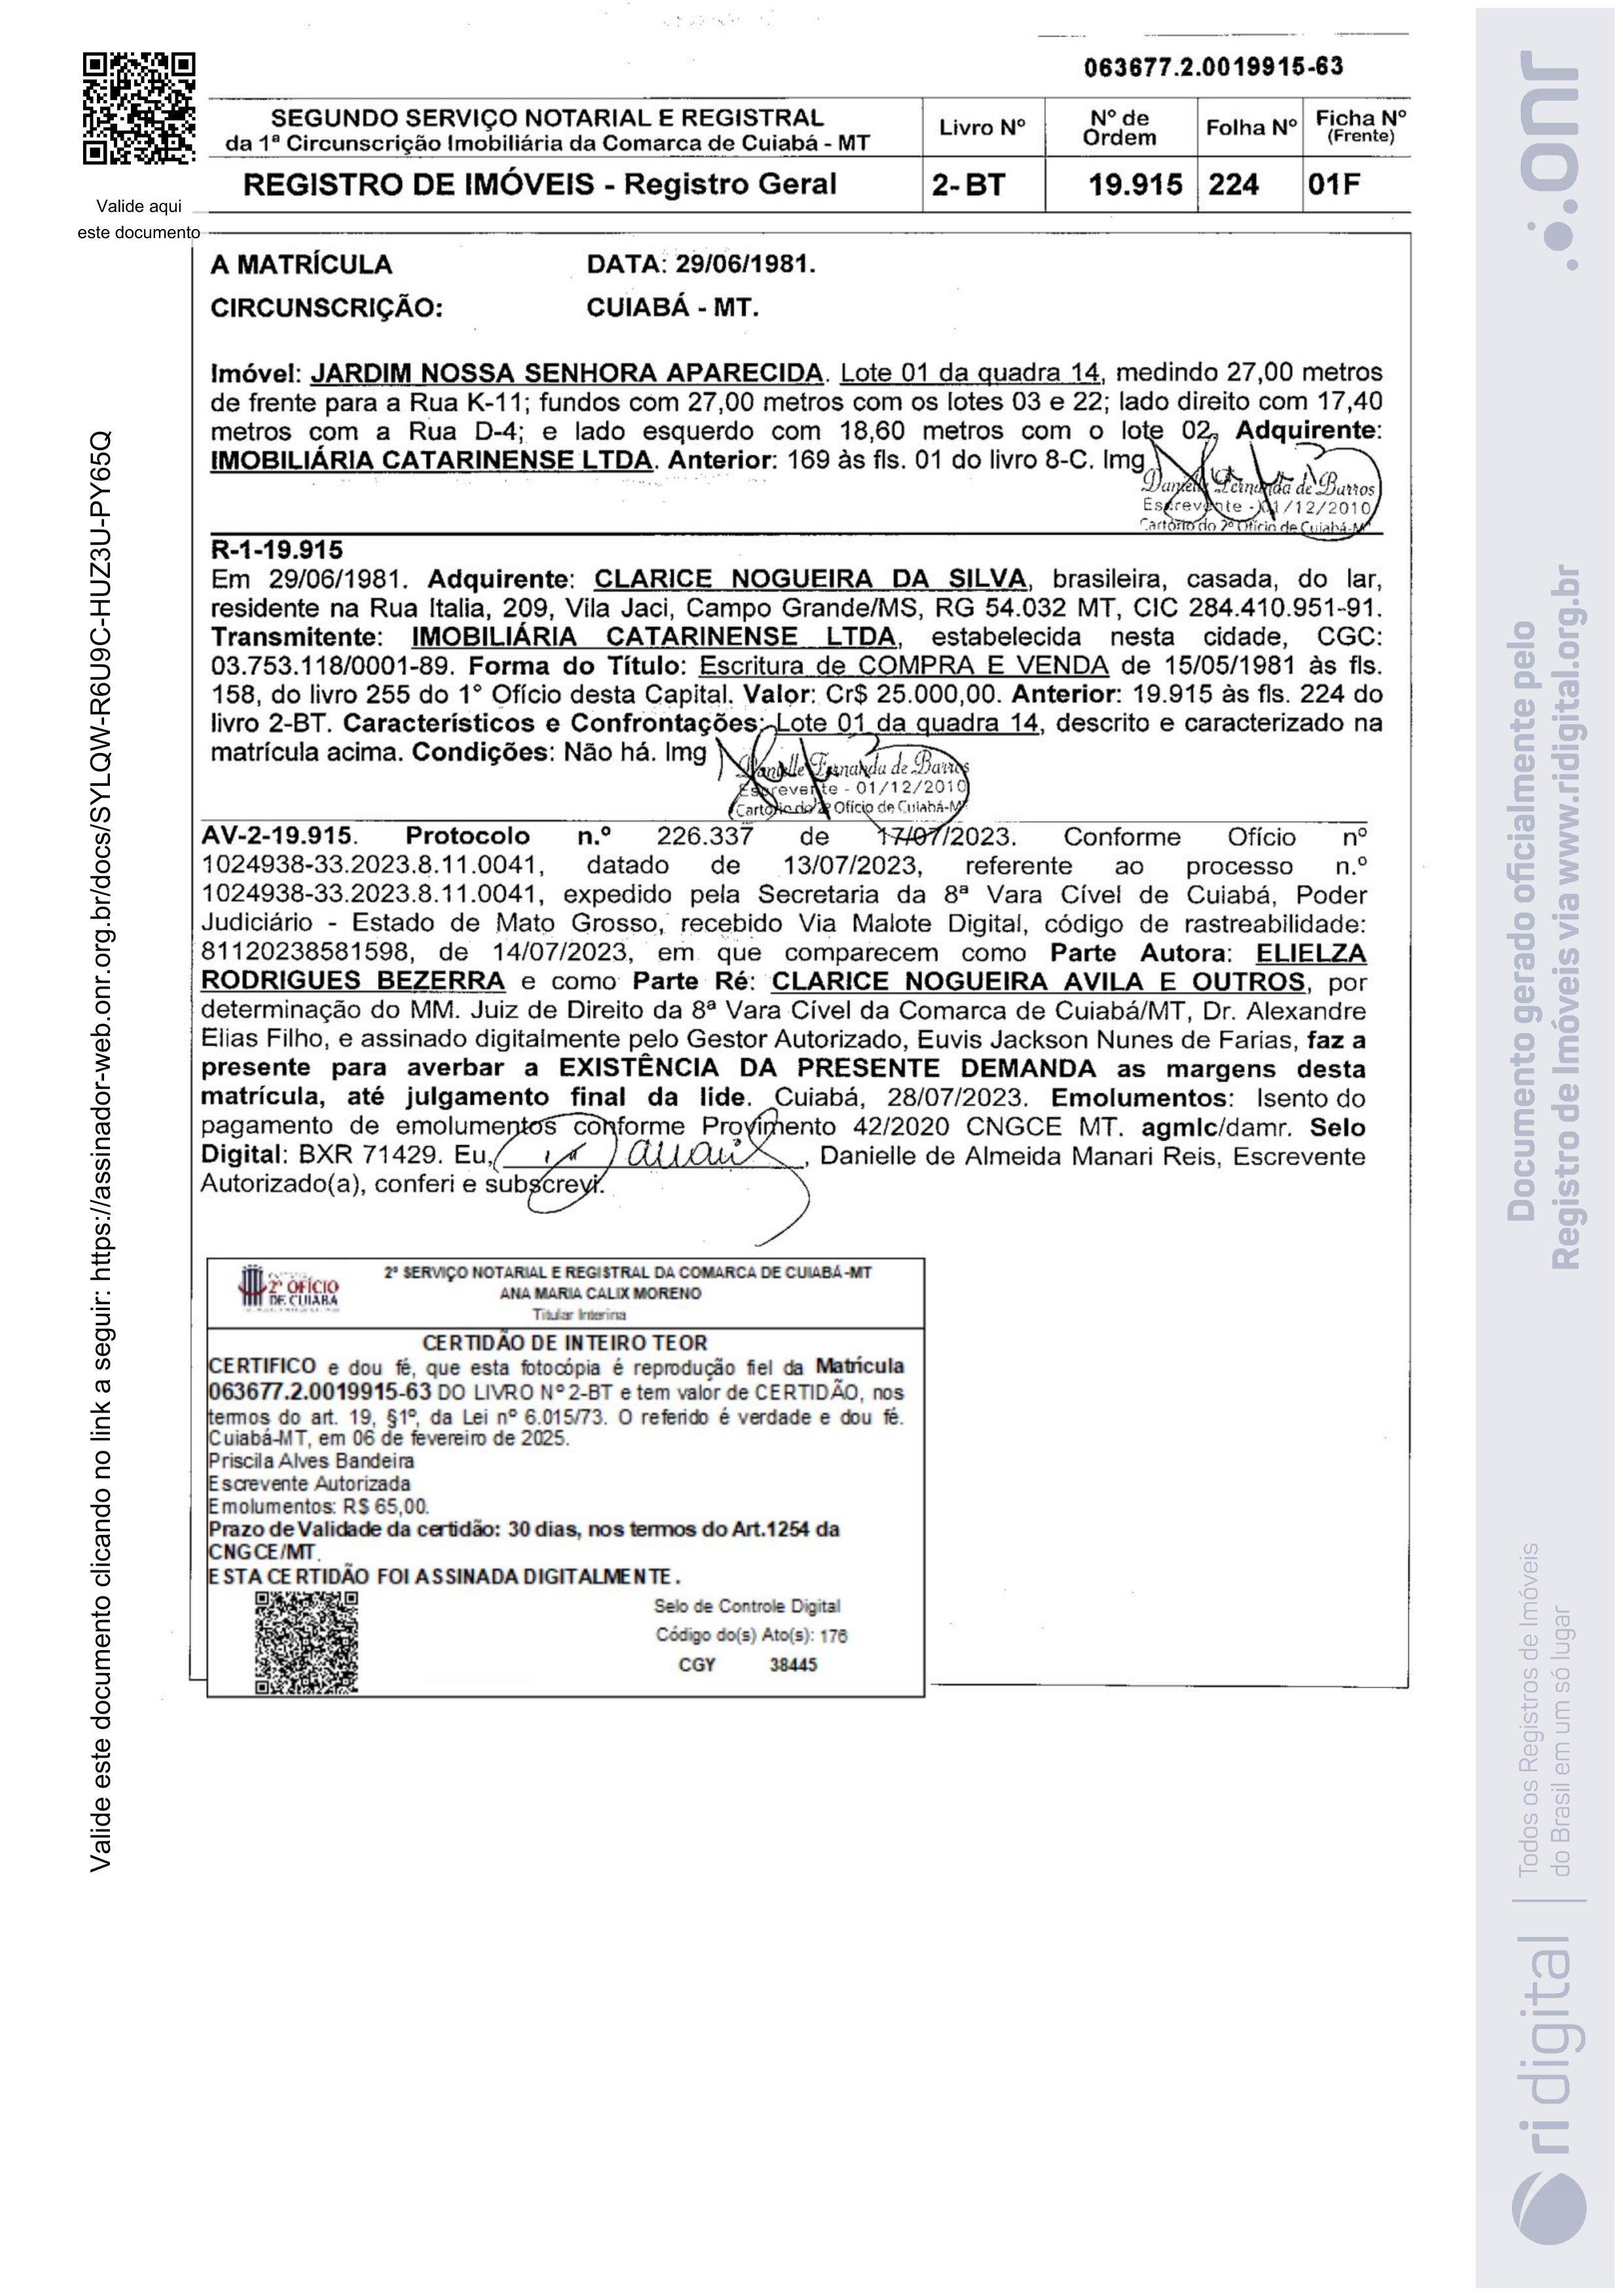 063677.2.0019915-63
SEGUNDO SERVIÇO NOTARIAL E REGISTRAL
da 1ª Circunscrição Imobiliária da Comarca de Cuiabá - MT
Livro Nº
Nº de
Ordem
Folha Nº
Ficha Nº
(Frente)
REGISTRO DE IMÓVEIS - Registro Geral
2- BT
19.915
224
01F
Valide aqui
este documento
A MATRÍCULA DATA: 29/06/1981.
CIRCUNSCRIÇÃO: CUIABÁ - MT.
Imóvel: JARDIM NOSSA SENHORA APARECIDA. Lote 01 da quadra 14, medindo 27,00 metros
de frente para a Rua K-11; fundos com 27,00 metros com os lotes 03 e 22; lado direito com 17,40
metros com a Rua D-4; e lado esquerdo com 18,60 metros com o lote 02. Adquirente:
IMOBILIÁRIA CATARINENSE LTDA. Anterior: 169 às fls. 01 do livro 8-C. lmg
Danielle Fernanda de Barros
Escrevente - 01/12/2010
Cartório do 2º Ofício de Cuiabá-M
R-1-19.915
Em 29/06/1981. Adquirente: CLARICE NOGUEIRA DA SILVA, brasileira, casada, do lar,
residente na Rua Italia, 209, Vila Jaci, Campo Grande/MS, RG 54.032 MT, CIC 284.410.951-91.
Transmitente: IMOBILIÁRIA CATARINENSE LTDA, estabelecida nesta cidade, CGC:
03.753.118/0001-89. Forma do Título: Escritura de COMPRA E VENDA de 15/05/1981 às fls.
158, do livro 255 do 1° Ofício desta Capital. Valor: Cr$ 25.000,00. Anterior: 19.915 às fls. 224 do
livro 2-BT. Característicos e Confrontações: Lote 01 da quadra 14, descrito e caracterizado na
matrícula acima. Condições: Não há. lmg
Danielle Fernanda de Barros
Escrevente - 01/12/2010
Cartório do 2º Ofício de Cuiabá-M
AV-2-19.915. Protocolo n.º 226.337 de 17/07/2023. Conforme Ofício nº
1024938-33.2023.8.11.0041, datado de 13/07/2023, referente ao processo n.º
1024938-33.2023.8.11.0041, expedido pela Secretaria da 8ª Vara Cível de Cuiabá, Poder
Judiciário - Estado de Mato Grosso, recebido Via Malote Digital, código de rastreabilidade:
81120238581598, de 14/07/2023, em que comparecem como Parte Autora: ELIELZA
RODRIGUES BEZERRA e como Parte Ré: CLARICE NOGUEIRA AVILA E OUTROS, por
determinação do MM. Juiz de Direito da 8ª Vara Cível da Comarca de Cuiabá/MT, Dr. Alexandre
Elias Filho, e assinado digitalmente pelo Gestor Autorizado, Euvis Jackson Nunes de Farias, faz a
presente para averbar a EXISTÊNCIA DA PRESENTE DEMANDA as margens desta
matrícula, até julgamento final da lide. Cuiabá, 28/07/2023. Emolumentos: Isento do
pagamento de emolumentos conforme Provimento 42/2020 CNGCE MT. agmlc/damr. Selo
Digital: BXR 71429. Eu, , Danielle de Almeida Manari Reis, Escrevente
Autorizado(a), conferi e subscrevi.
2º OFÍCIO
DE CUIABÁ
2º SERVIÇO NOTARIAL E REGISTRAL DA COMARCA DE CUIABÁ-MT
ANA MARIA CALIX MORENO
Titular Interina
CERTIDÃO DE INTEIRO TEOR
CERTIFICO e dou fé, que esta fotocópia é reprodução fiel da Matrícula
063677.2.0019915-63 DO LIVRO Nº 2-BT e tem valor de CERTIDÃO, nos
termos do art. 19, §1º, da Lei nº 6.015/73. O referido é verdade e dou fé.
Cuiabá-MT, em 06 de fevereiro de 2025.
Priscila Alves Bandeira
Escrevente Autorizada
Emolumentos: R$ 65,00.
Prazo de Validade da certidão: 30 dias, nos termos do Art.1254 da
CNGCE/MT.
ESTA CERTIDÃO FOI ASSINADA DIGITALMENTE.
Selo de Controle Digital
Código do(s) Ato(s): 176
CGY 38445
Valide este documento clicando no link a seguir: https://assinador-web.onr.org.br/docs/SYLQW-R6U9C-HUZ3U-PY65Q
onr
Documento gerado oficialmente pelo
Registro de Imóveis via www.ridigital.org.br
Todos os Registros de Imóveis
do Brasil em um só lugar
ri digital